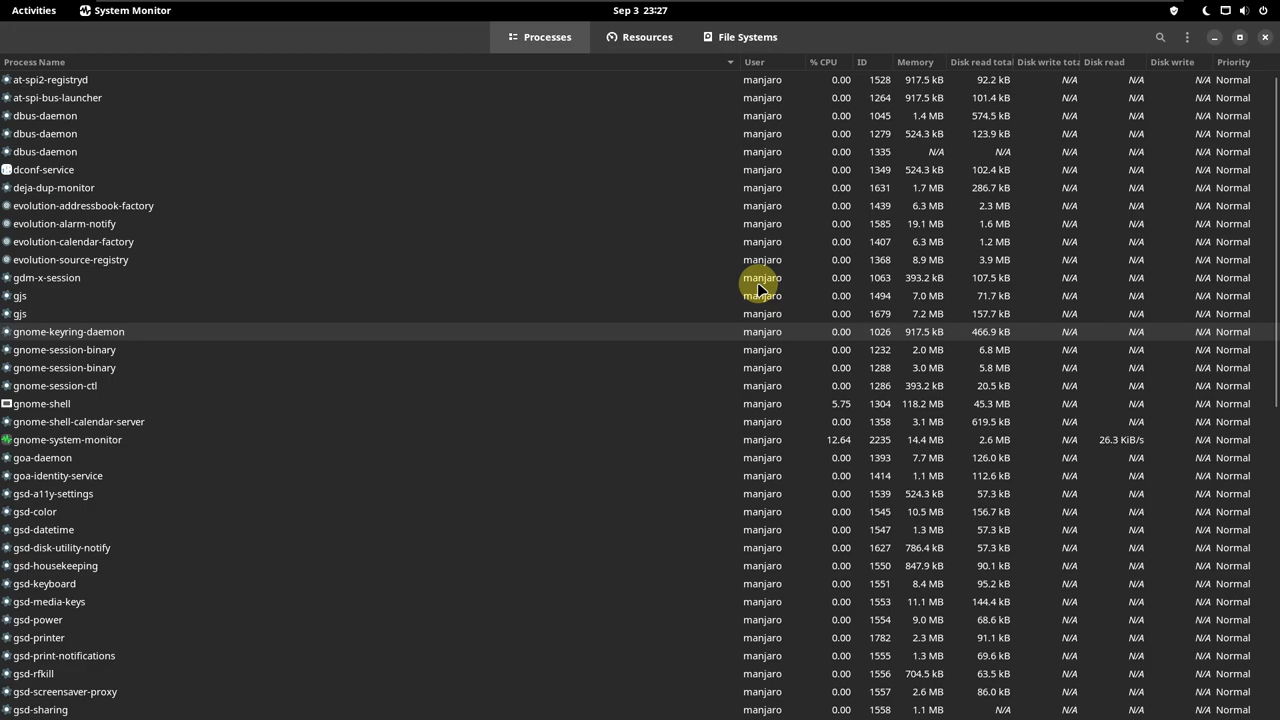 Activities System Monitor Sep 3 23:27
Processes Resources File Systems
Process Name User % CPU ID Memory Disk read total Disk write tota Disk read Disk write Priority
at-spi2-registryd manjaro 0.00 1528 917.5 kB 92.2 kB N/A N/A N/A Normal
at-spi-bus-launcher manjaro 0.00 1264 917.5 kB 101.4 kB N/A N/A N/A Normal
dbus-daemon manjaro 0.00 1045 1.4 MB 574.5 kB N/A N/A N/A Normal
dbus-daemon manjaro 0.00 1279 524.3 kB 123.9 kB N/A N/A N/A Normal
dbus-daemon manjaro 0.00 1335 N/A N/A N/A N/A N/A Normal
dconf-service manjaro 0.00 1349 524.3 kB 102.4 kB N/A N/A N/A Normal
deja-dup-monitor manjaro 0.00 1631 1.7 MB 286.7 kB N/A N/A N/A Normal
evolution-addressbook-factory manjaro 0.00 1439 6.3 MB 2.3 MB N/A N/A N/A Normal
evolution-alarm-notify manjaro 0.00 1585 19.1 MB 1.6 MB N/A N/A N/A Normal
evolution-calendar-factory manjaro 0.00 1407 6.3 MB 1.2 MB N/A N/A N/A Normal
evolution-source-registry manjaro 0.00 1368 8.9 MB 3.9 MB N/A N/A N/A Normal
gdm-x-session manjaro 0.00 1063 393.2 kB 107.5 kB N/A N/A N/A Normal
gjs manjaro 0.00 1494 7.0 MB 71.7 kB N/A N/A N/A Normal
gjs manjaro 0.00 1679 7.2 MB 157.7 kB N/A N/A N/A Normal
gnome-keyring-daemon manjaro 0.00 1026 917.5 kB 466.9 kB N/A N/A N/A Normal
gnome-session-binary manjaro 0.00 1232 2.0 MB 6.8 MB N/A N/A N/A Normal
gnome-session-binary manjaro 0.00 1288 3.0 MB 5.8 MB N/A N/A N/A Normal
gnome-session-ctl manjaro 0.00 1286 393.2 kB 20.5 kB N/A N/A N/A Normal
gnome-shell manjaro 5.75 1304 118.2 MB 45.3 MB N/A N/A N/A Normal
gnome-shell-calendar-server manjaro 0.00 1358 3.1 MB 619.5 kB N/A N/A N/A Normal
gnome-system-monitor manjaro 12.64 2235 14.4 MB 2.6 MB N/A 26.3 KiB/s N/A Normal
goa-daemon manjaro 0.00 1393 7.7 MB 126.0 kB N/A N/A N/A Normal
goa-identity-service manjaro 0.00 1414 1.1 MB 112.6 kB N/A N/A N/A Normal
gsd-a11y-settings manjaro 0.00 1539 524.3 kB 57.3 kB N/A N/A N/A Normal
gsd-color manjaro 0.00 1545 10.5 MB 156.7 kB N/A N/A N/A Normal
gsd-datetime manjaro 0.00 1547 1.3 MB 57.3 kB N/A N/A N/A Normal
gsd-disk-utility-notify manjaro 0.00 1627 786.4 kB 57.3 kB N/A N/A N/A Normal
gsd-housekeeping manjaro 0.00 1550 847.9 kB 90.1 kB N/A N/A N/A Normal
gsd-keyboard manjaro 0.00 1551 8.4 MB 95.2 kB N/A N/A N/A Normal
gsd-media-keys manjaro 0.00 1553 11.1 MB 144.4 kB N/A N/A N/A Normal
gsd-power manjaro 0.00 1554 9.0 MB 68.6 kB N/A N/A N/A Normal
gsd-printer manjaro 0.00 1782 2.3 MB 91.1 kB N/A N/A N/A Normal
gsd-print-notifications manjaro 0.00 1555 1.3 MB 69.6 kB N/A N/A N/A Normal
gsd-rfkill manjaro 0.00 1556 704.5 kB 63.5 kB N/A N/A N/A Normal
gsd-screensaver-proxy manjaro 0.00 1557 2.6 MB 86.0 kB N/A N/A N/A Normal
gsd-sharing manjaro 0.00 1558 1.1 MB N/A N/A N/A N/A Normal